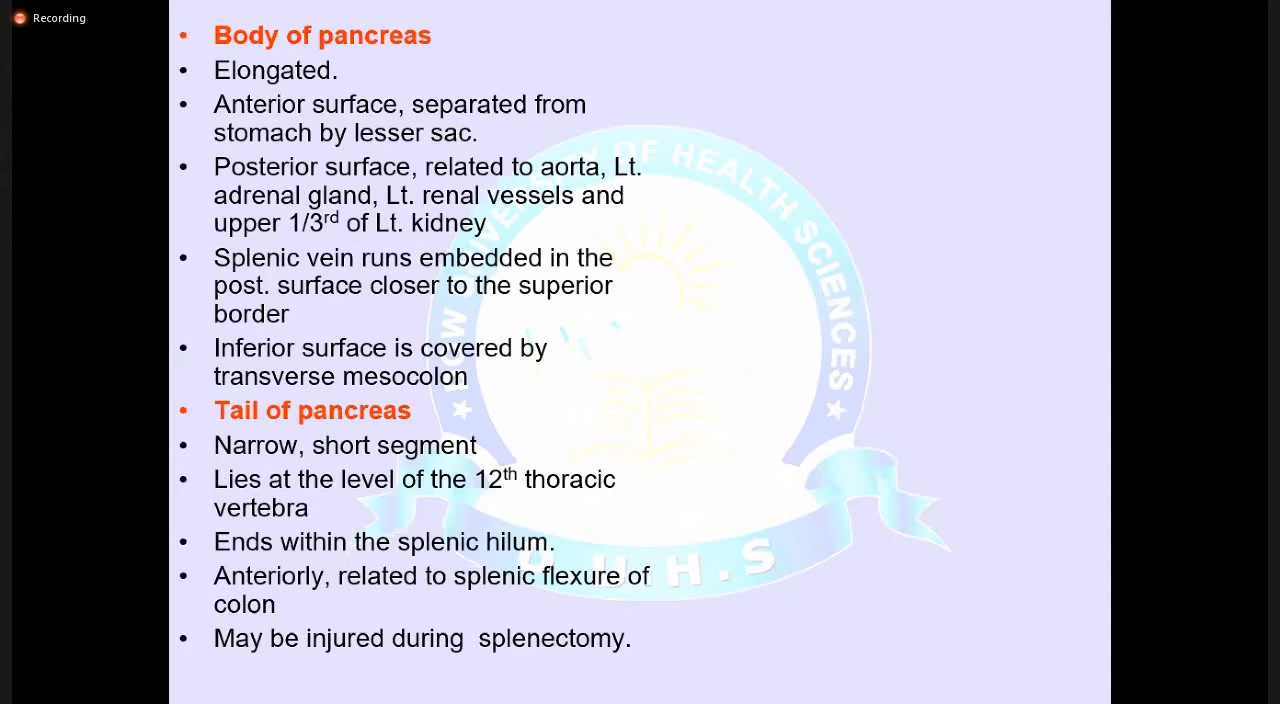 Recording
• Body of pancreas
• Elongated.
• Anterior surface, separated from
stomach by lesser sac.
• Posterior surface, related to aorta, Lt.
adrenal gland, Lt. renal vessels and
upper 1/3rd of Lt. kidney
• Splenic vein runs embedded in the
post. surface closer to the superior
border
• Inferior surface is covered by
transverse mesocolon
• Tail of pancreas
• Narrow, short segment
• Lies at the level of the 12th thoracic
vertebra
• Ends within the splenic hilum.
• Anteriorly, related to splenic flexure of
colon
• May be injured during  splenectomy.
OF HEALTH SCIENCES
D.U.H.S